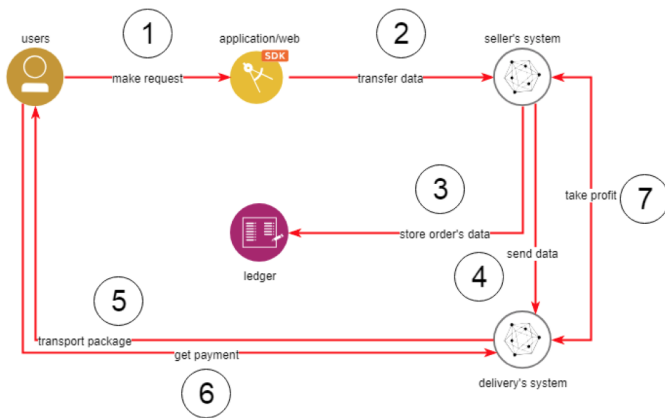 users
1
application/web
2
seller's system
SDK
make request
transfer data
3
take profit
7
store order's data
ledger
4
send data
5
transport package
get payment
6
delivery's system